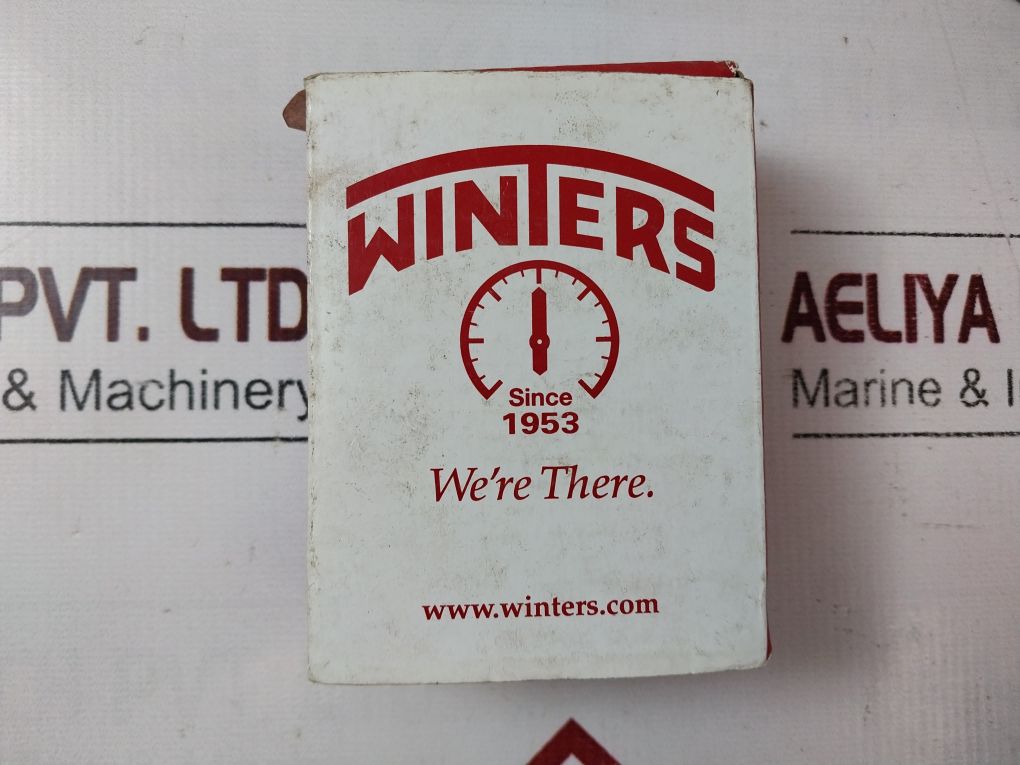 WINTERS
Since
1953
We're There.
www.winters.com
PVT. LTD
& Machinery
AELIYA
Marine &